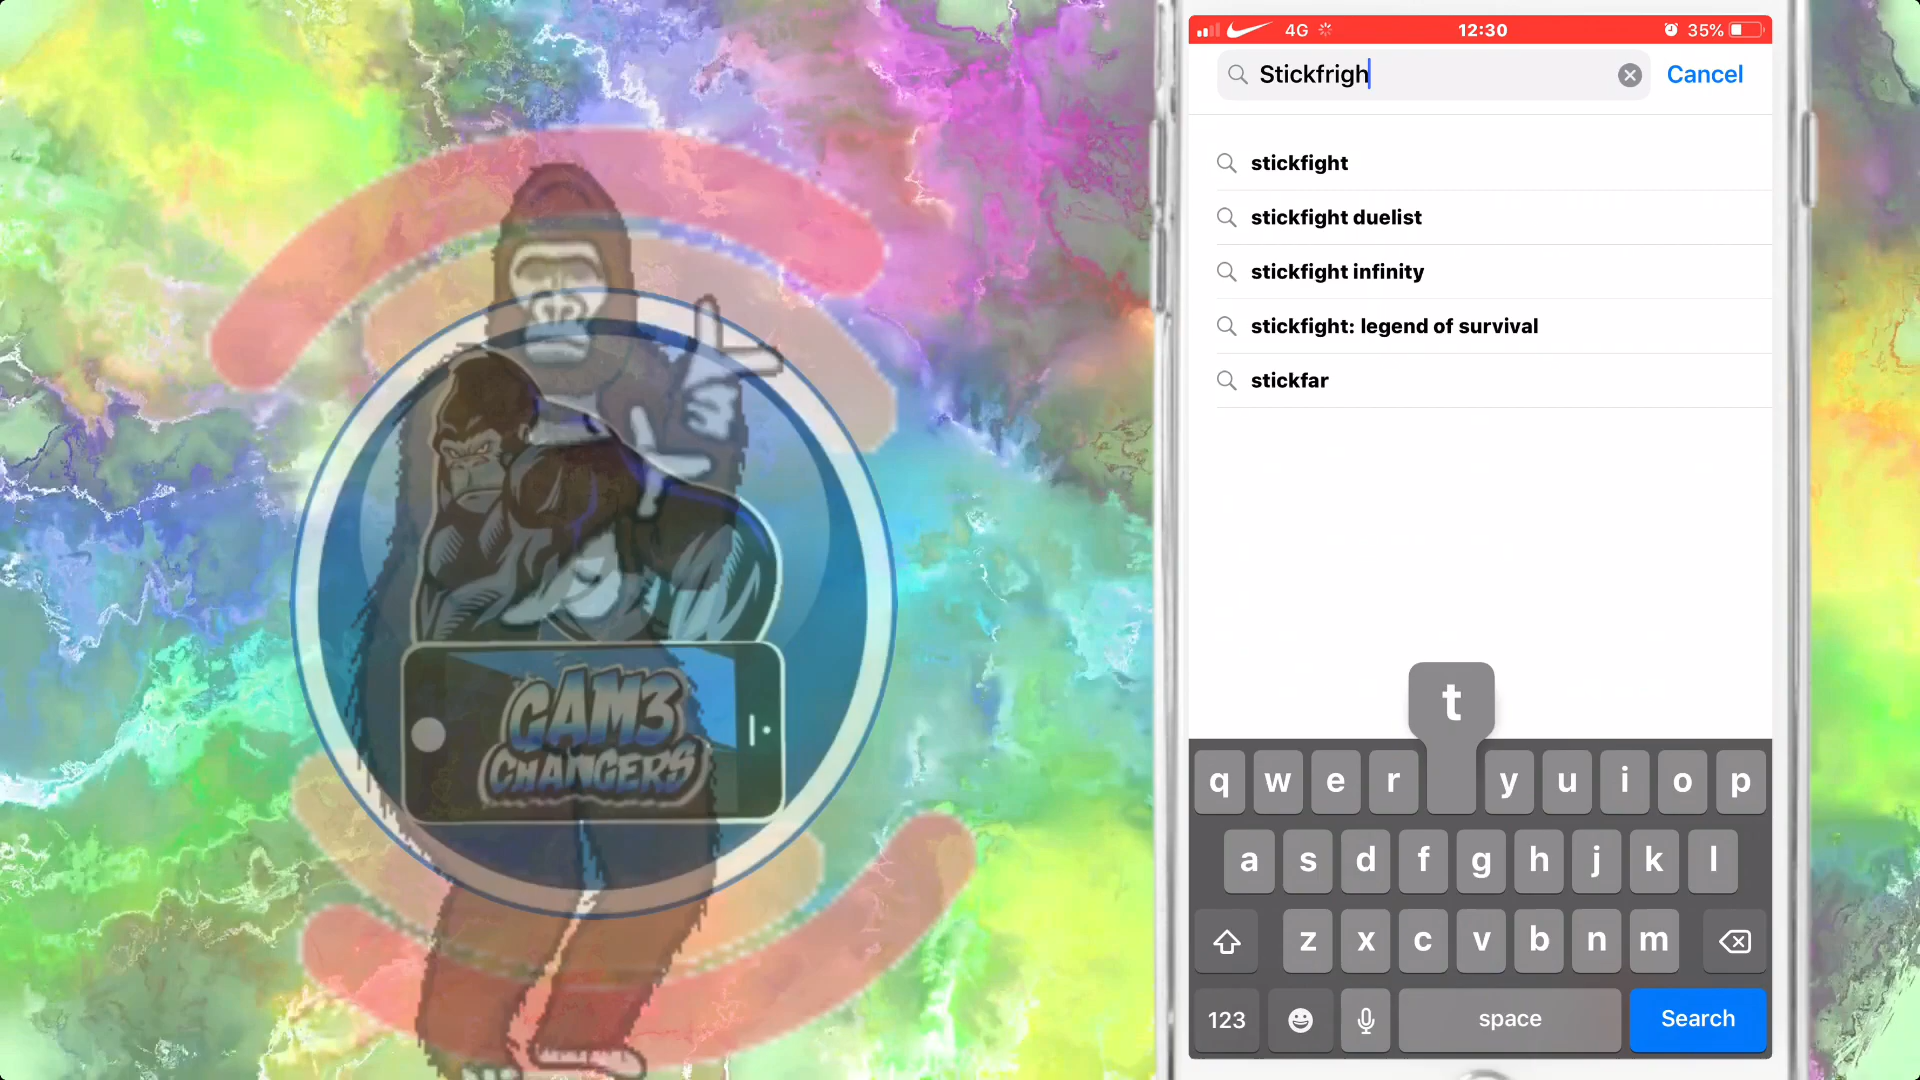 4G 12:30 35%
Stickfrigh Cancel
stickfight
stickfight duelist
stickfight infinity
stickfight: legend of survival
stickfar
t
q w e r y u i o p
a s d f g h j k l
z x c v b n m
123 space Search
GAM3
CHANGERS